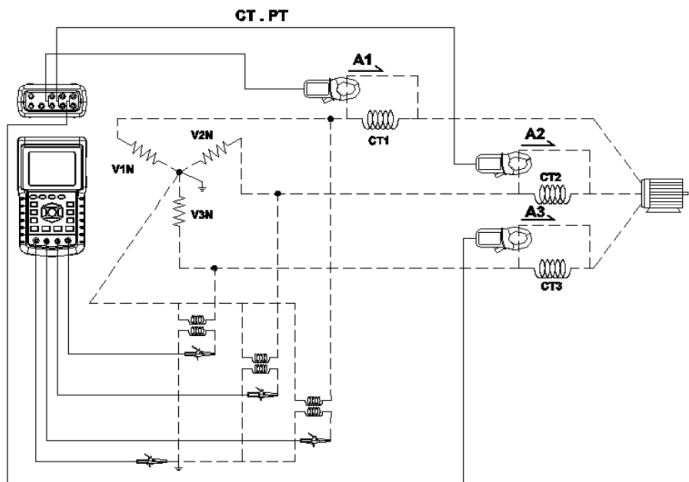 CT . PT
A1
V2N
CT1
A2
V1N
CT2
V3N
A3
CT3